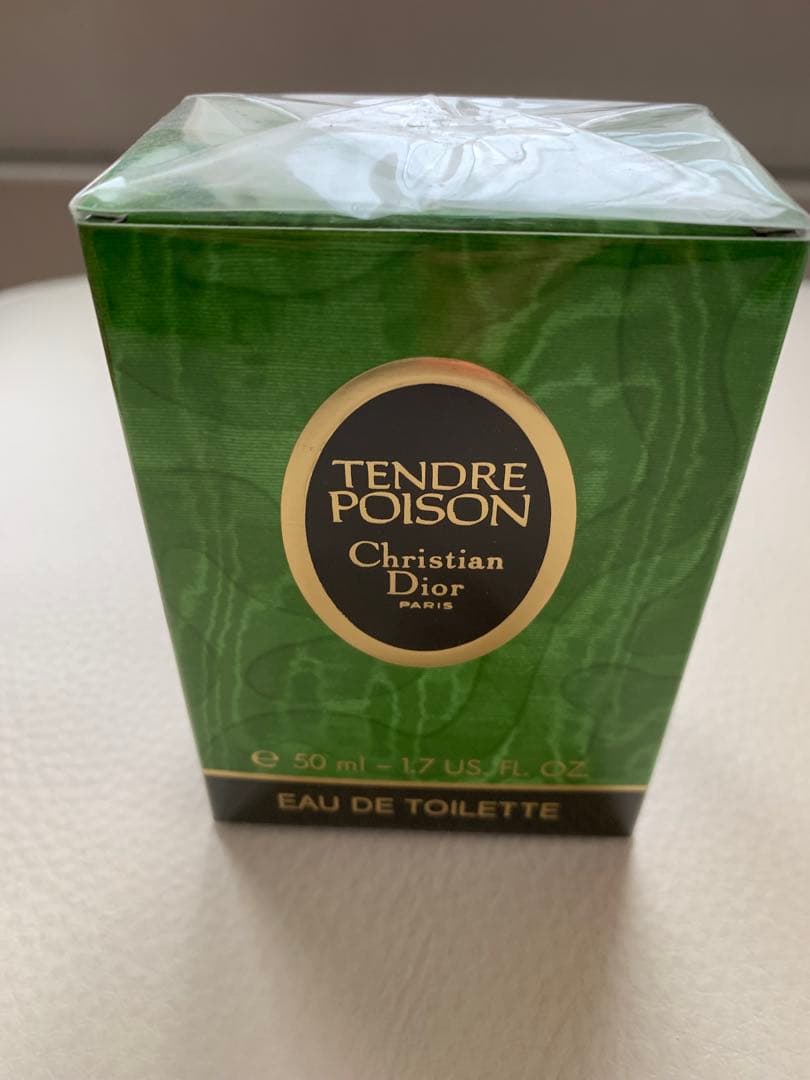 TENDRE
POISON
Christian
Dior
PARIS
℮ 50 ml – 1.7 US. FL. OZ
EAU DE TOILETTE